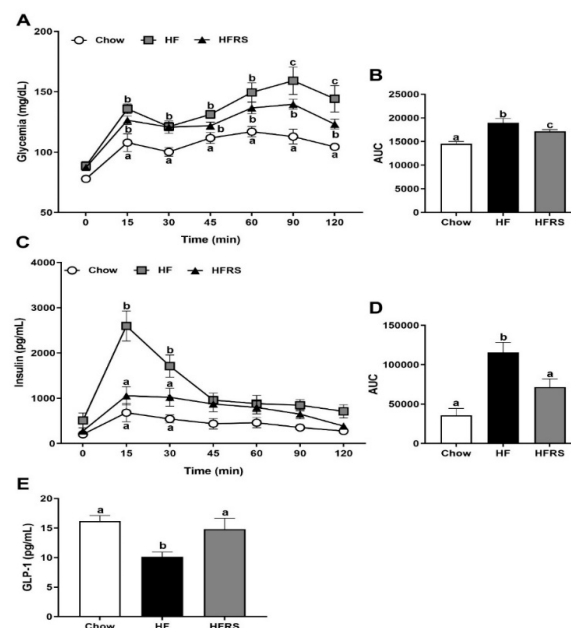 A
Chow HF HFRS
Glycemia (mg/dL)
200
150
100
50
b b b b c c
b b b b b
a a a a a a
0 15 30 45 60 90 120
Time (min)
B
AUC
25000
20000
15000
10000
5000
0
a b c
Chow HF HFRS
C
Chow HF HFRS
Insulin (pg/mL)
4000
3000
2000
1000
0
b b
a a
a a
0 15 30 45 60 90 120
Time (min)
D
AUC
150000
100000
50000
0
a b a
Chow HF HFRS
E
GLP-1 (pg/mL)
20
15
10
5
0
a b a
Chow HF HFRS